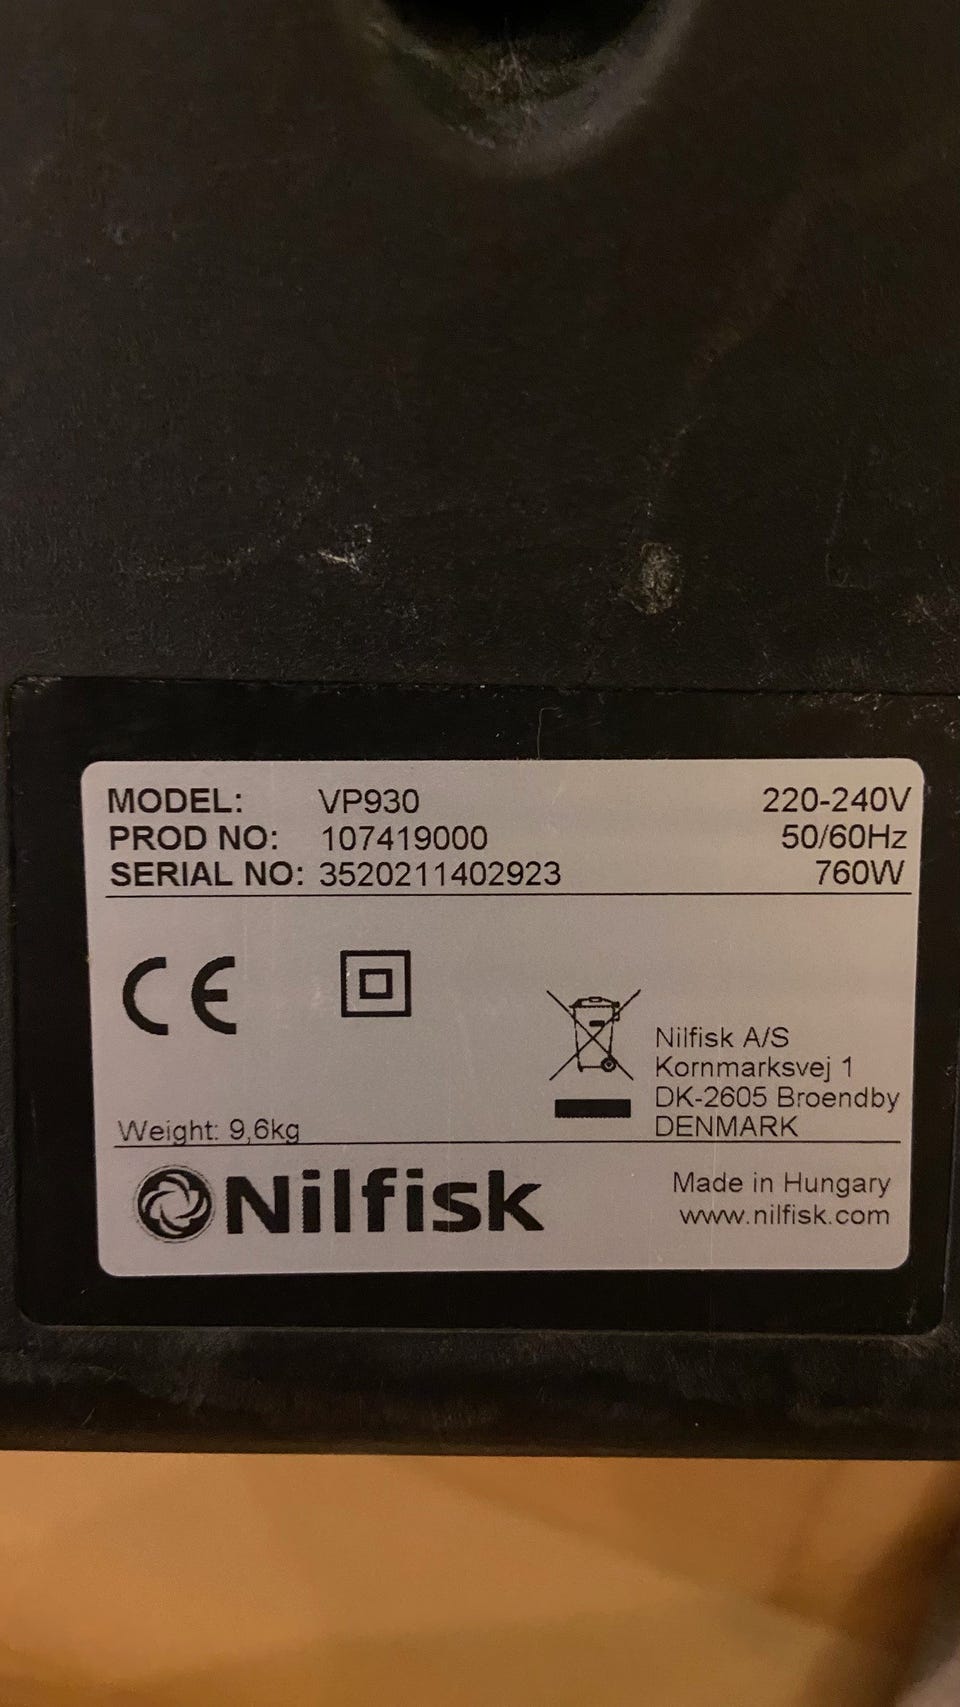 MODEL: VP930 220-240V
PROD NO: 107419000 50/60Hz
SERIAL NO: 3520211402923 760W
CE
Nilfisk A/S
Kornmarksvej 1
DK-2605 Broendby
DENMARK
Weight: 9,6kg
Nilfisk
Made in Hungary
www.nilfisk.com